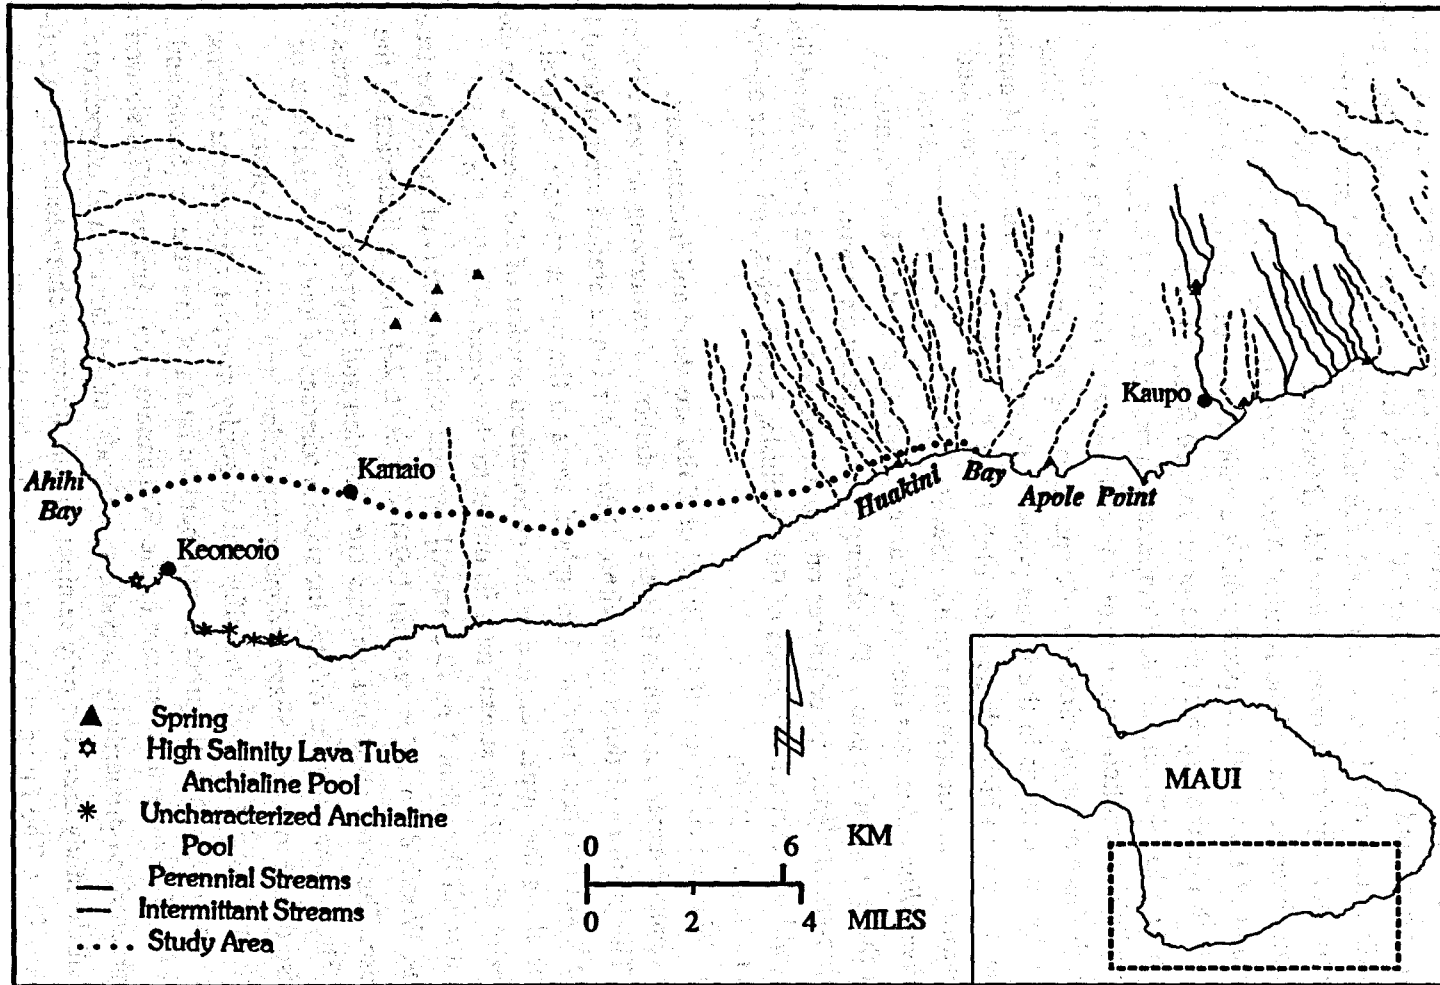 Kaupo
Ahihi
Bay
Kanaio
Huakini
Bay
Apole Point
Keoneoio
Spring
High Salinity Lava Tube
Anchialine Pool
Uncharacterized Anchialine
Pool
Perennial Streams
Intermittant Streams
Study Area
0 6 KM
0 2 4 MILES
N
MAUI